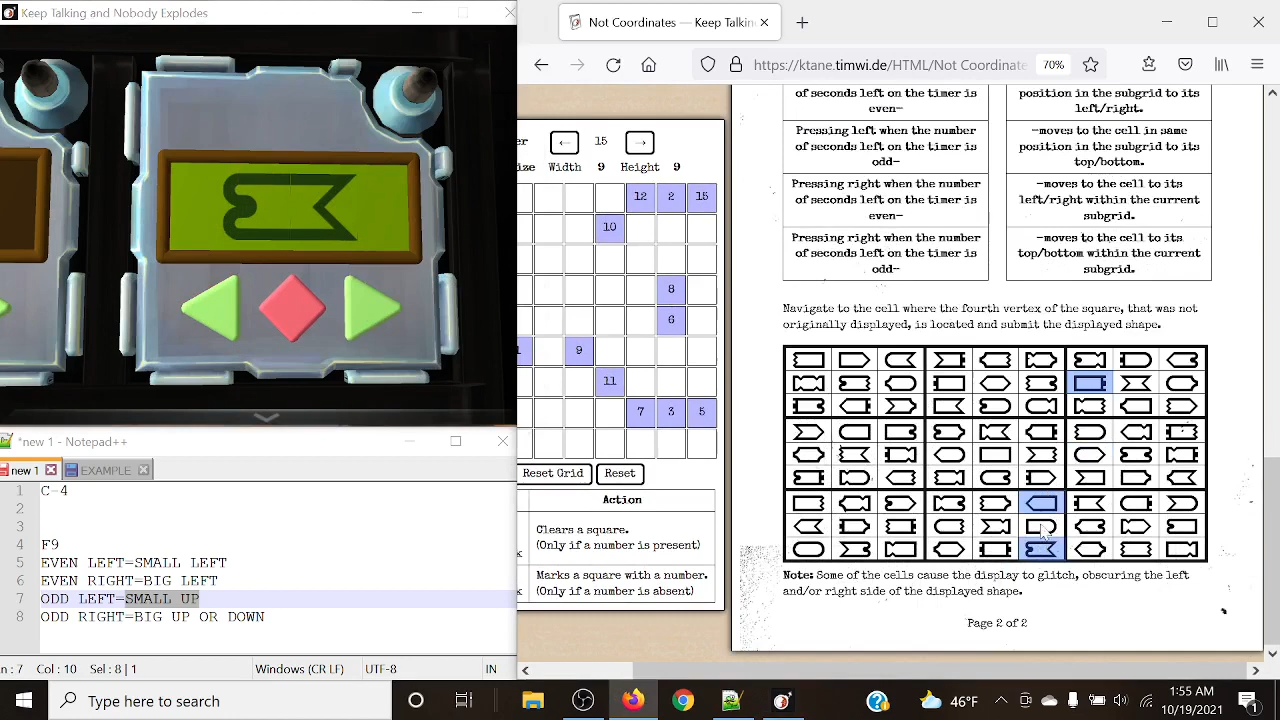 Keep Talking and Nobody Explodes
Not Coordinates — Keep Talkin
https://ktane.timwi.de/HTML/Not Coordinate
70%
15
Width 9 Height 9
12 2 15
10
8
6
9
11
7 3 5
Reset Grid Reset
Action
Clears a square.
(Only if a number is present)
Marks a square with a number.
(Only if a number is absent)
of seconds left on the timer is
even-
position in the subgrid to its
left/right.
Pressing left when the number
of seconds left on the timer is
odd-
-moves to the cell in same
position in the subgrid to its
top/bottom.
Pressing right when the number
of seconds left on the timer is
even-
-moves to the cell to its
left/right within the current
subgrid.
Pressing right when the number
of seconds left on the timer is
odd-
-moves to the cell to its
top/bottom within the current
subgrid.
Navigate to the cell where the fourth vertex of the square, that was not
originally displayed, is located and submit the displayed shape.
Note: Some of the cells cause the display to glitch, obscuring the left
and/or right side of the displayed shape.
Page 2 of 2
*new 1 - Notepad++
new 1 EXAMPLE
1 C-4
2
3
4 F9
5 EVEN LEFT=SMALL LEFT
6 EVEN RIGHT=BIG LEFT
7 ODD LEFT=SMALL UP
8 ODD RIGHT=BIG UP OR DOWN
Ln : 7 Col : 10 Sel : 8 | 1 Windows (CR LF) UTF-8 IN
Type here to search
46°F
1:55 AM
10/19/2021